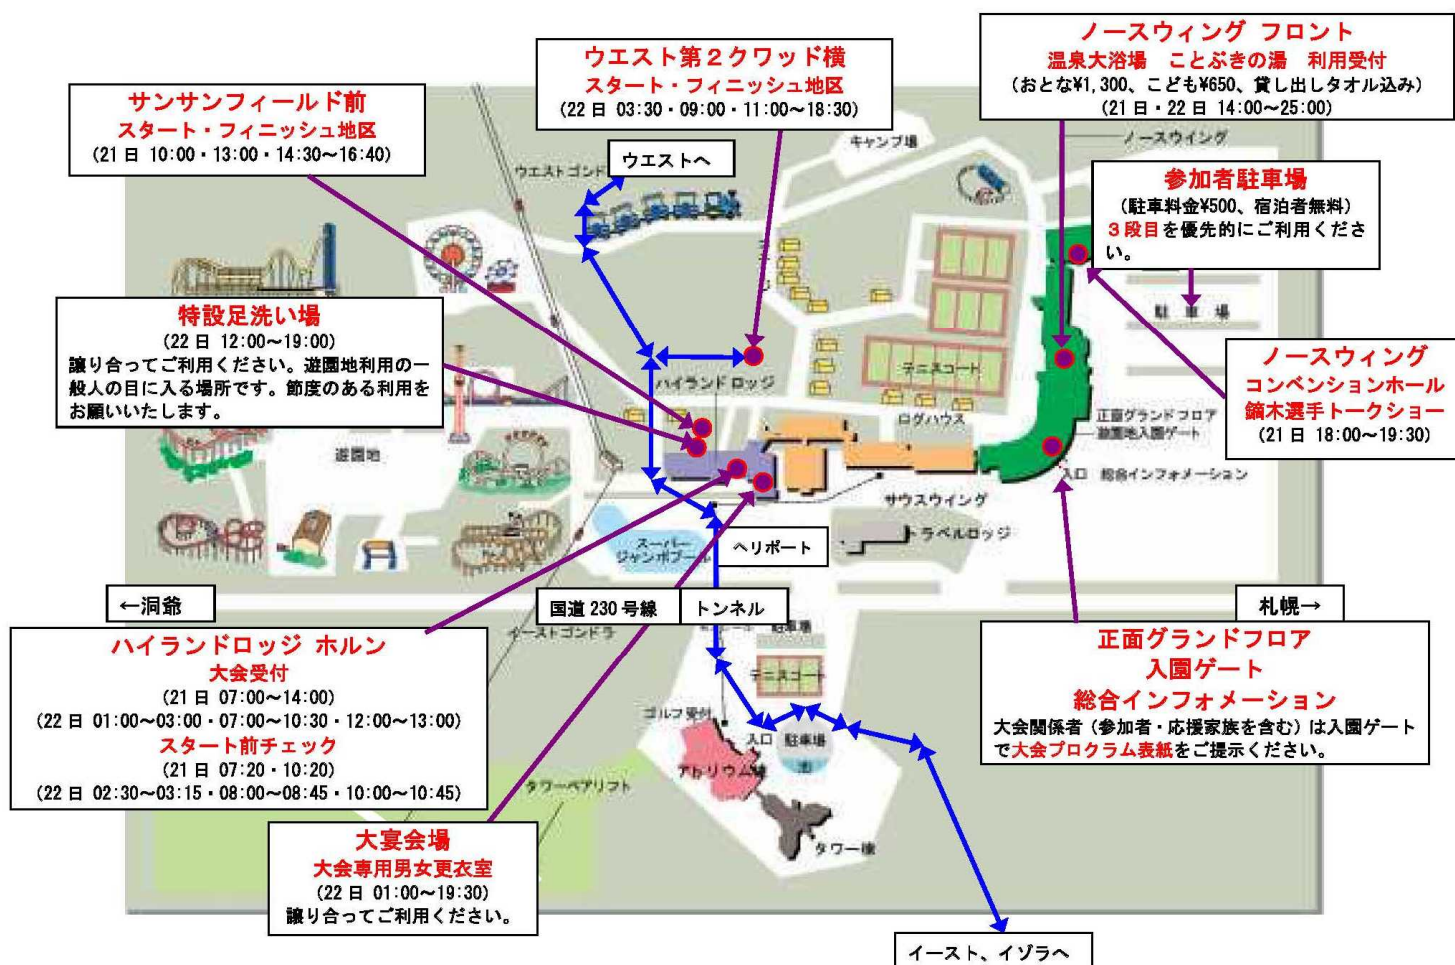 ウエスト第２クワッド横
スタート・フィニッシュ地区
(22日 03:30・09:00・11:00～18:30)
ノースウィング フロント
温泉大浴場 ことぶきの湯 利用受付
(おとな¥1,300、こども¥650、貸し出しタオル込み)
(21日・22日 14:00～25:00)
サンサンフィールド前
スタート・フィニッシュ地区
(21日 10:00・13:00・14:30～16:40)
キャンプ場
ノースウイング
ウエストゴンド
ウエストへ
参加者駐車場
(駐車料金¥500、宿泊者無料)
３段目を優先的にご利用くださ
い。
駐車場
特設足洗い場
(22日 12:00～19:00)
譲り合ってご利用ください。遊園地利用の一
般人の目に入る場所です。節度のある利用を
お願いいたします。
ハイランドロッジ
テニスコート
ログハウス
ノースウィング
コンベンションホール
鏑木選手トークショー
(21日 18:00～19:30)
正面グランドフロア
遊園地入園ゲート
入口 総合インフォメーション
遊園地
サウスウイング
トラベルロッジ
スーパー
ジャンボプール
ヘリポート
←洞爺
国道230号線
トンネル
札幌→
イーストゴンドラ
駐車場
テニスコート
ハイランドロッジ ホルン
大会受付
(21日 07:00～14:00)
(22日 01:00～03:00・07:00～10:30・12:00～13:00)
スタート前チェック
(21日 07:20・10:20)
(22日 02:30～03:15・08:00～08:45・10:00～10:45)
正面グランドフロア
入園ゲート
総合インフォメーション
大会関係者（参加者・応援家族を含む）は入園ゲート
で大会プログラム表紙をご提示ください。
ゴルフ受付
入口
駐車場
池
アトリウム棟
タワーペアリフト
タワー棟
大宴会場
大会専用男女更衣室
(22日 01:00～19:30)
譲り合ってご利用ください。
イースト、イゾラへ